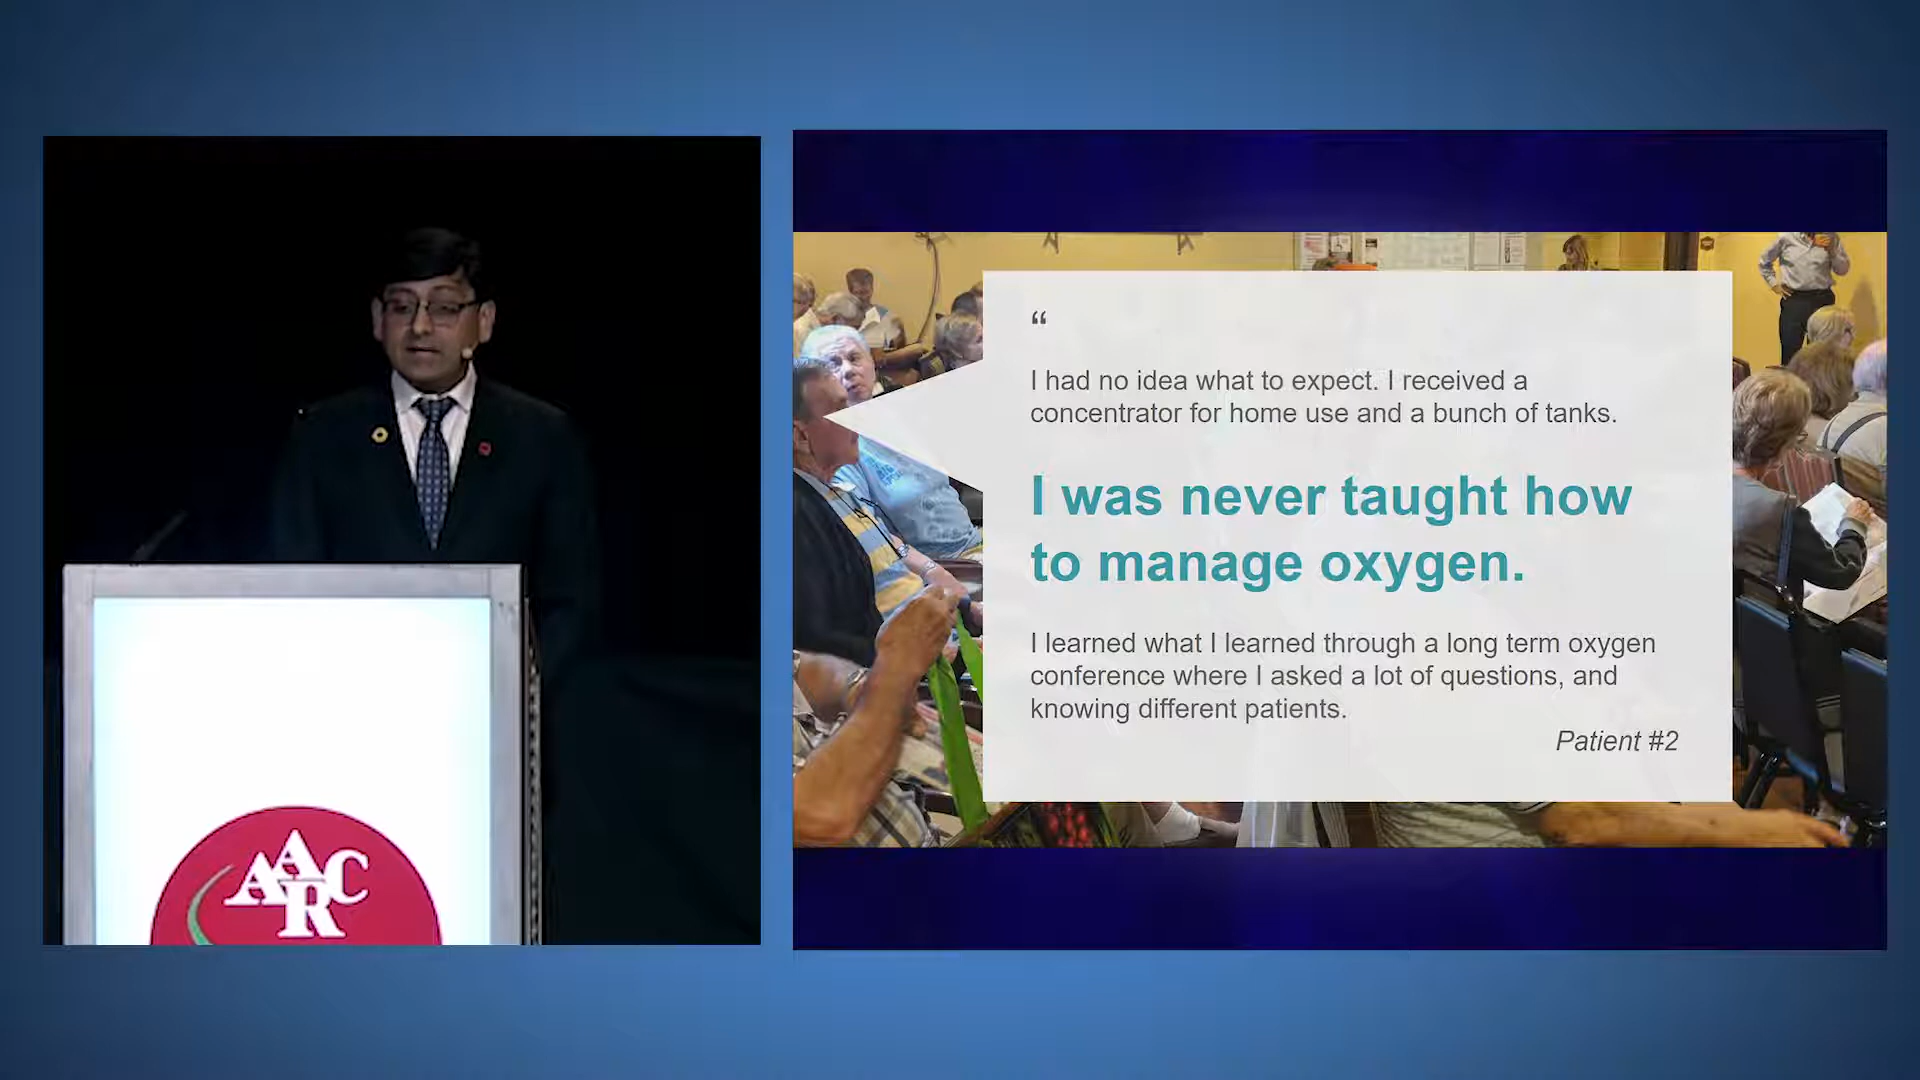 AARC
“
I had no idea what to expect. I received a
concentrator for home use and a bunch of tanks.
I was never taught how
to manage oxygen.
I learned what I learned through a long term oxygen
conference where I asked a lot of questions, and
knowing different patients.
Patient #2